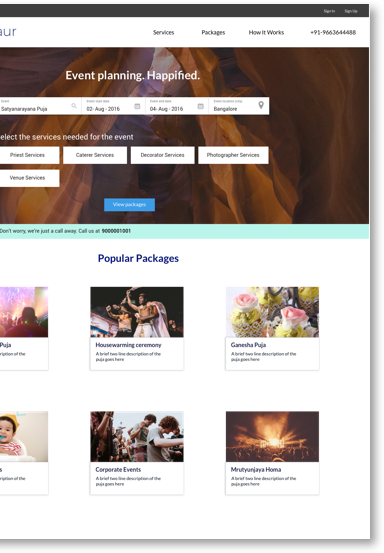 Sign In Sign Up
aur
Services Packages How It Works +91-9663644488
Event planning. Happified.
Event start date Event end date Event location (city)
Satyanarayana Puja 02- Aug - 2016 04- Aug - 2016 Bangalore
elect the services needed for the event
Priest Services Caterer Services Decorator Services Photographer Services
Venue Services
View packages
Don't worry, we're just a call away. Call us at 9000001001
Popular Packages
Puja Housewarming ceremony Ganesha Puja
ription of the A brief two line description of the A brief two line description of the
puja goes here puja goes here
s Corporate Events Mrutyunjaya Homa
ription of the A brief two line description of the A brief two line description of the
puja goes here puja goes here